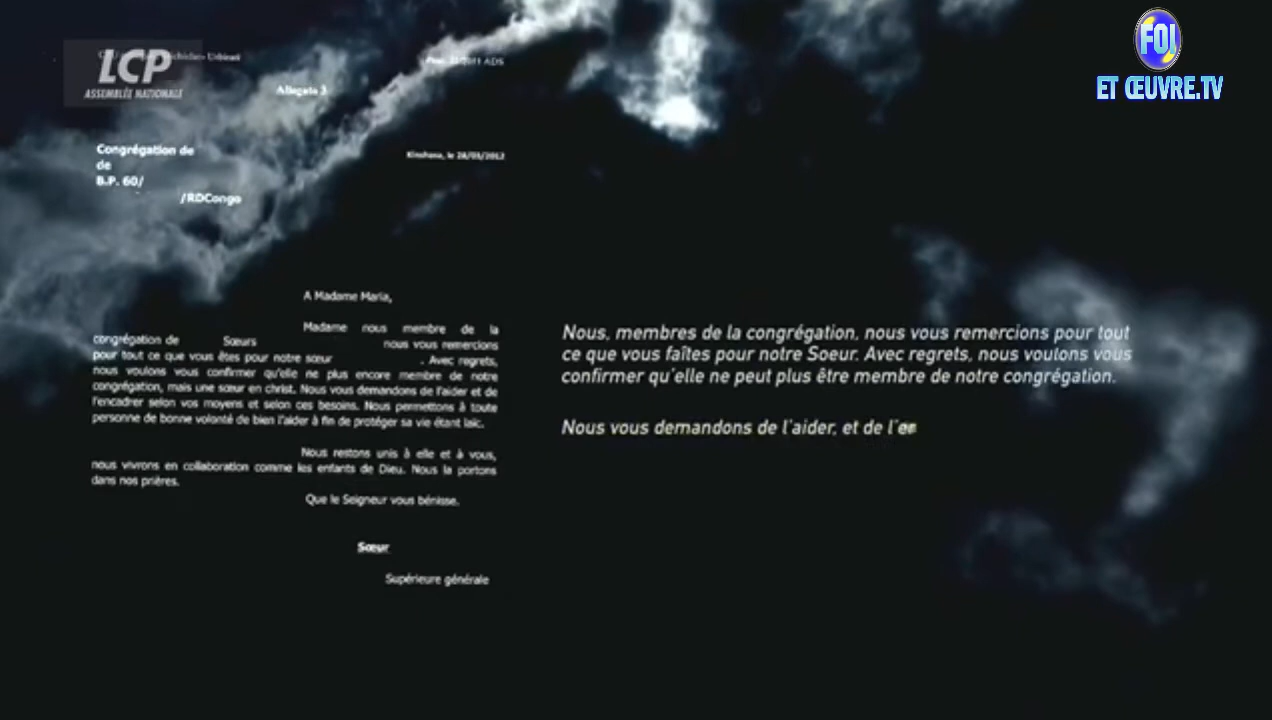 FOI
ET ŒUVRE.TV
LCP
ASSEMBLÉE NATIONALE
Allegato 3
Congrégation de
de
B.P. 60/
/RDCongo
Kinshasa, le 28/05/2012
A Madame Maria,
Madame nous membre de la
congrégation de Sœurs nous vous remercions
pour tout ce que vous êtes pour notre sœur . Avec regrets,
nous voulons vous confirmer qu'elle ne plus encore membre de notre
congrégation, mais une sœur en christ. Nous vous demandons de l'aider et de
l'encadrer selon vos moyens et selon ces besoins. Nous permettons à toute
personne de bonne volonté de bien l'aider à fin de protéger sa vie étant laïc.
Nous restons unis à elle et à vous,
nous vivrons en collaboration comme les enfants de Dieu. Nous la portons
dans nos prières.
Que le Seigneur vous bénisse.
Sœur
Supérieure générale
Nous, membres de la congrégation, nous vous remercions pour tout
ce que vous faîtes pour notre Soeur. Avec regrets, nous voulons vous
confirmer qu'elle ne peut plus être membre de notre congrégation.
Nous vous demandons de l'aider, et de l'en